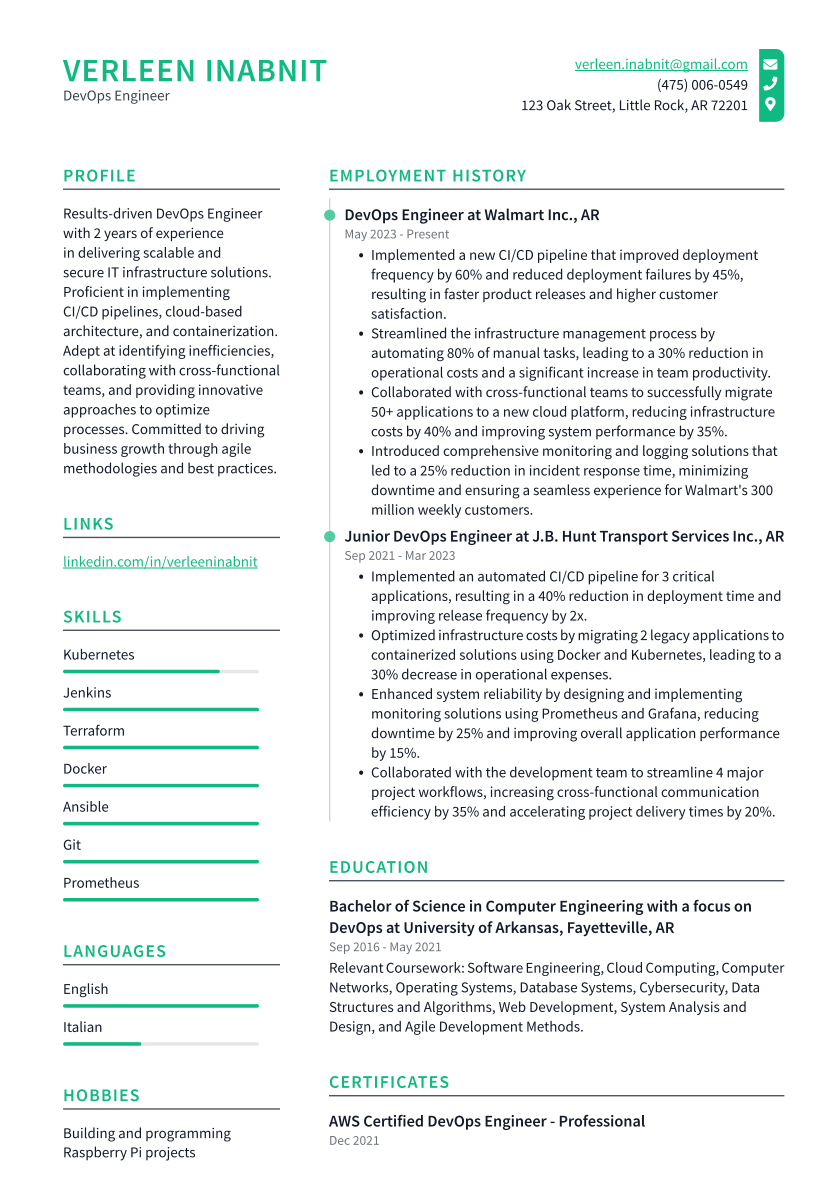 VERLEEN INABNIT
DevOps Engineer
verleen.inabnit@gmail.com
(475) 006-0549
123 Oak Street, Little Rock, AR 72201
PROFILE
Results-driven DevOps Engineer
with 2 years of experience
in delivering scalable and
secure IT infrastructure solutions.
Proficient in implementing
CI/CD pipelines, cloud-based
architecture, and containerization.
Adept at identifying inefficiencies,
collaborating with cross-functional
teams, and providing innovative
approaches to optimize
processes. Committed to driving
business growth through agile
methodologies and best practices.
LINKS
linkedin.com/in/verleeninabnit
SKILLS
Kubernetes
Jenkins
Terraform
Docker
Ansible
Git
Prometheus
LANGUAGES
English
Italian
HOBBIES
Building and programming
Raspberry Pi projects
EMPLOYMENT HISTORY
DevOps Engineer at Walmart Inc., AR
May 2023 - Present
• Implemented a new CI/CD pipeline that improved deployment
frequency by 60% and reduced deployment failures by 45%,
resulting in faster product releases and higher customer
satisfaction.
• Streamlined the infrastructure management process by
automating 80% of manual tasks, leading to a 30% reduction in
operational costs and a significant increase in team productivity.
• Collaborated with cross-functional teams to successfully migrate
50+ applications to a new cloud platform, reducing infrastructure
costs by 40% and improving system performance by 35%.
• Introduced comprehensive monitoring and logging solutions that
led to a 25% reduction in incident response time, minimizing
downtime and ensuring a seamless experience for Walmart's 300
million weekly customers.
Junior DevOps Engineer at J.B. Hunt Transport Services Inc., AR
Sep 2021 - Mar 2023
• Implemented an automated CI/CD pipeline for 3 critical
applications, resulting in a 40% reduction in deployment time and
improving release frequency by 2x.
• Optimized infrastructure costs by migrating 2 legacy applications to
containerized solutions using Docker and Kubernetes, leading to a
30% decrease in operational expenses.
• Enhanced system reliability by designing and implementing
monitoring solutions using Prometheus and Grafana, reducing
downtime by 25% and improving overall application performance
by 15%.
• Collaborated with the development team to streamline 4 major
project workflows, increasing cross-functional communication
efficiency by 35% and accelerating project delivery times by 20%.
EDUCATION
Bachelor of Science in Computer Engineering with a focus on
DevOps at University of Arkansas, Fayetteville, AR
Sep 2016 - May 2021
Relevant Coursework: Software Engineering, Cloud Computing, Computer
Networks, Operating Systems, Database Systems, Cybersecurity, Data
Structures and Algorithms, Web Development, System Analysis and
Design, and Agile Development Methods.
CERTIFICATES
AWS Certified DevOps Engineer - Professional
Dec 2021